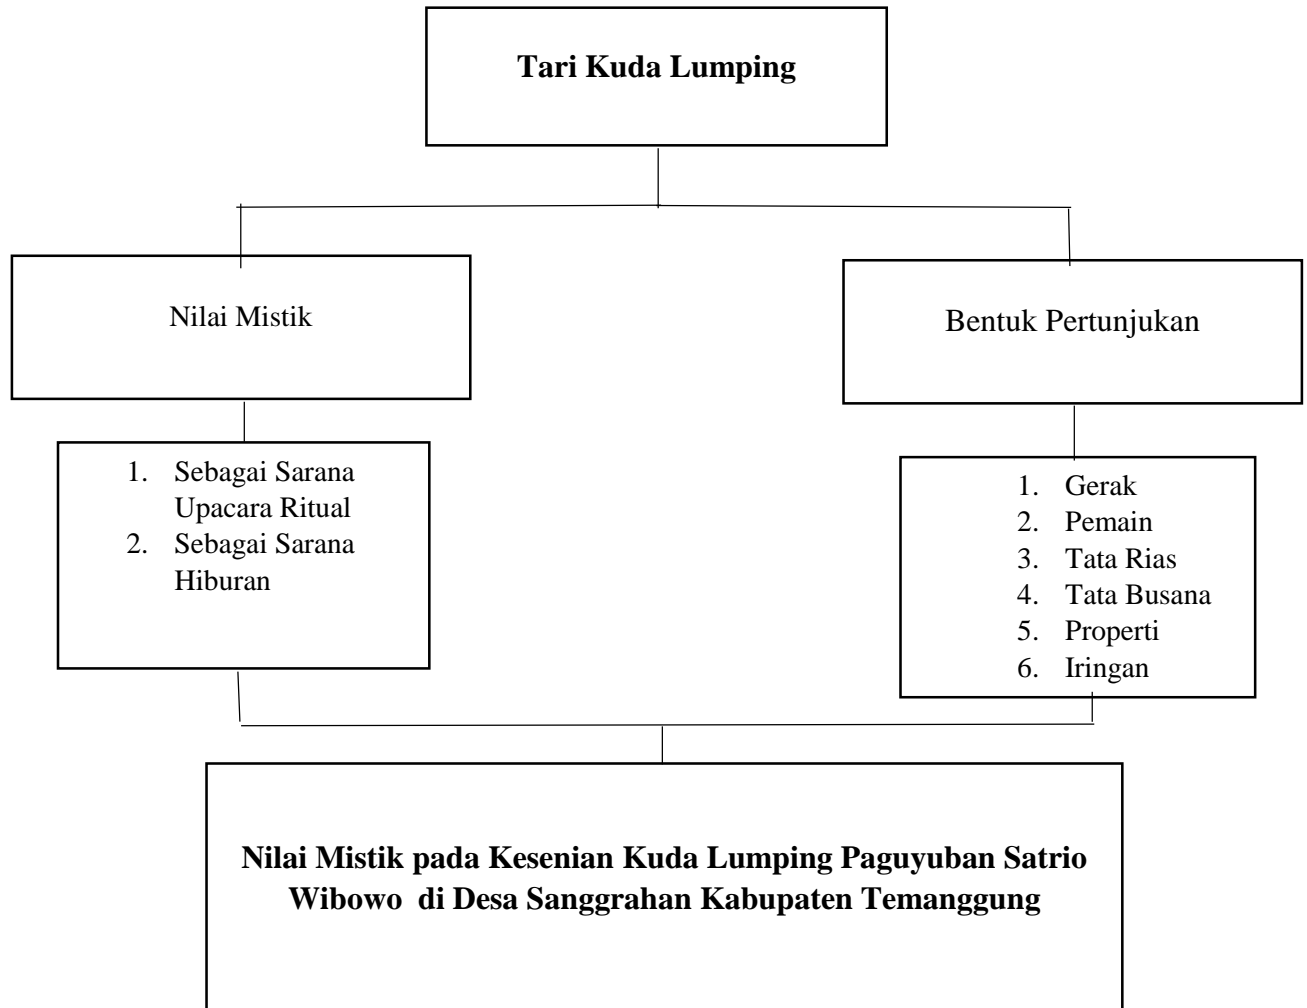 Tari Kuda Lumping
Nilai Mistik
Bentuk Pertunjukan
1. Sebagai Sarana
Upacara Ritual
2. Sebagai Sarana
Hiburan
1. Gerak
2. Pemain
3. Tata Rias
4. Tata Busana
5. Properti
6. Iringan
Nilai Mistik pada Kesenian Kuda Lumping Paguyuban Satrio
Wibowo di Desa Sanggrahan Kabupaten Temanggung